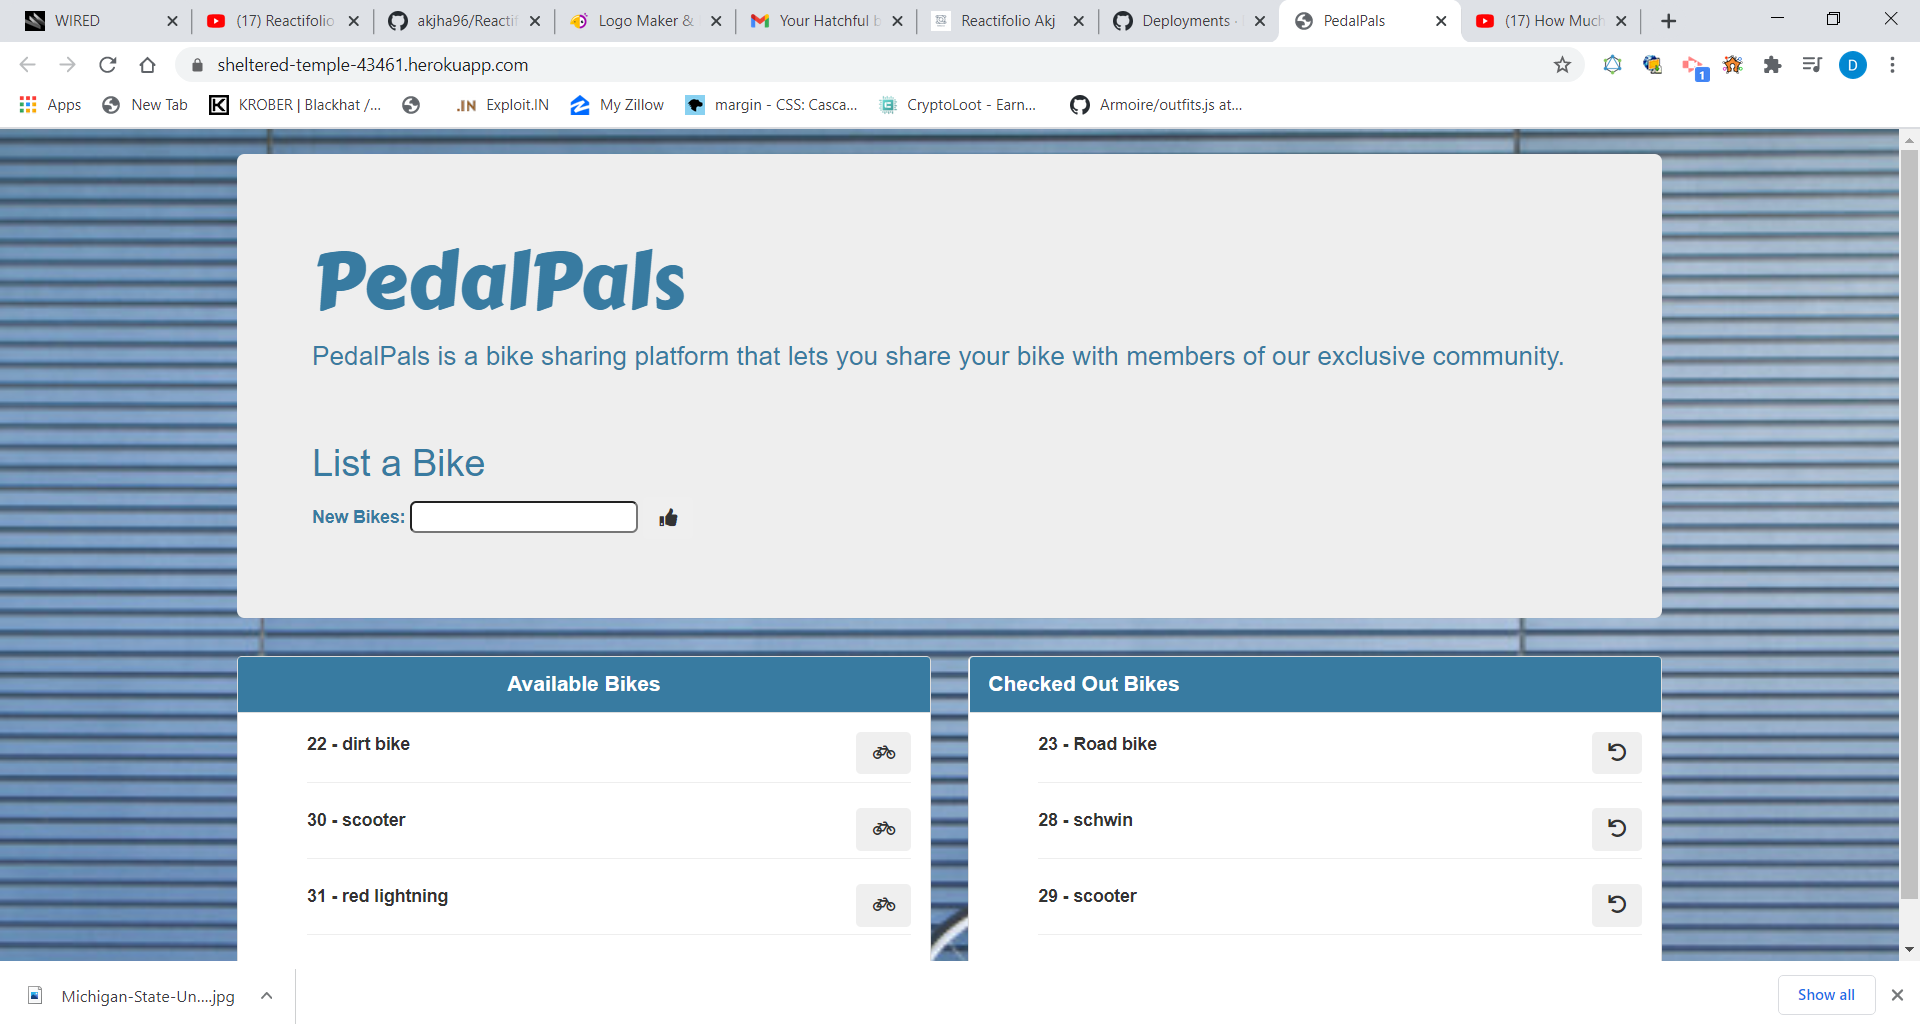 WIRED
(17) Reactifolio
akjha96/Reactif
Logo Maker &
Your Hatchful b
Reactifolio Akj
Deployments ·
PedalPals
(17) How Much
sheltered-temple-43461.herokuapp.com
1
D
Apps
New Tab
KROBER | Blackhat /...
.IN Exploit.IN
My Zillow
margin - CSS: Casca...
CryptoLoot - Earn...
Armoire/outfits.js at...
PedalPals
PedalPals is a bike sharing platform that lets you share your bike with members of our exclusive community.
List a Bike
New Bikes:
Available Bikes
22 - dirt bike
30 - scooter
31 - red lightning
Checked Out Bikes
23 - Road bike
28 - schwin
29 - scooter
Michigan-State-Un....jpg
Show all